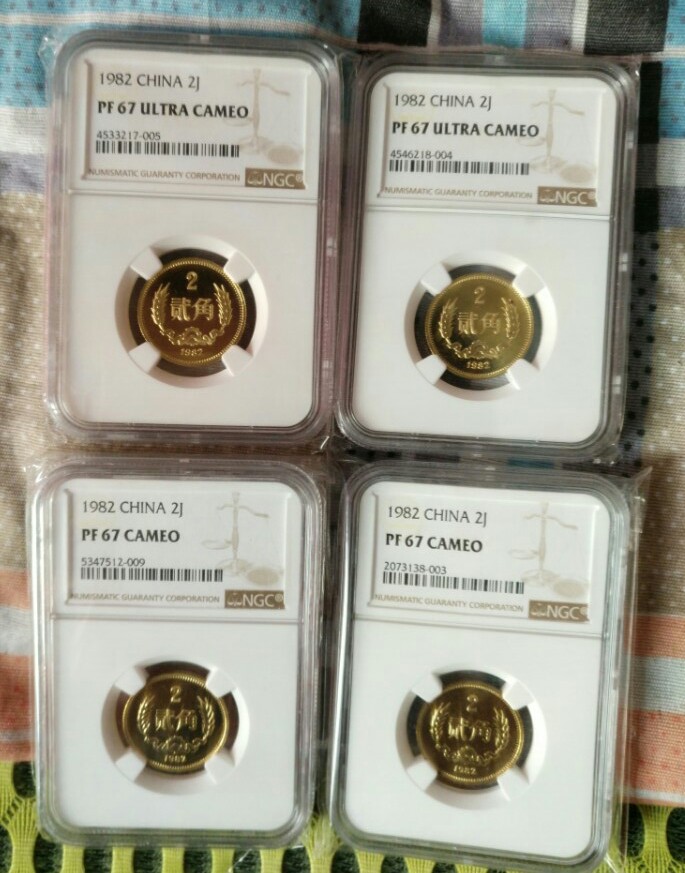 1982 CHINA 2J
PF 67 ULTRA CAMEO
4533217-005
NUMISMATIC GUARANTY CORPORATION
NGC®
2
贰角
1982
1982 CHINA 2J
PF 67 ULTRA CAMEO
4546218-004
NUMISMATIC GUARANTY CORPORATION
NGC®
2
贰角
1982
1982 CHINA 2J
PF 67 CAMEO
5347512-009
NUMISMATIC GUARANTY CORPORATION
NGC®
2
贰角
1982
1982 CHINA 2J
PF 67 CAMEO
2073138-003
NUMISMATIC GUARANTY CORPORATION
NGC®
2
贰角
1982